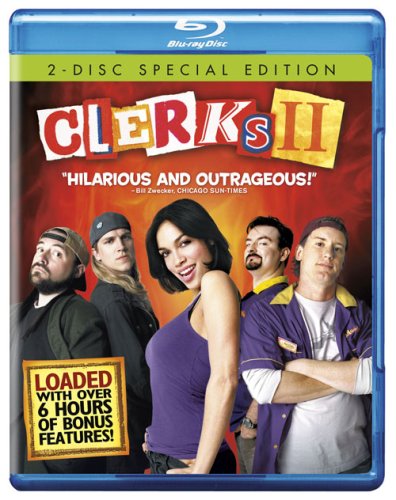 Blu-ray Disc
2-DISC SPECIAL EDITION
CLERKS II
"HILARIOUS AND OUTRAGEOUS!"
–Bill Zwecker, CHICAGO SUN-TIMES
LOADED
WITH OVER
6 HOURS
OF BONUS
FEATURES!